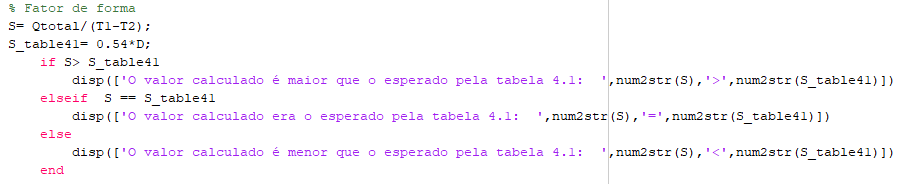 % Fator de forma
S= Qtotal/(T1-T2);
S_table41= 0.54*D;
if S> S_table41
disp(['O valor calculado é maior que o esperado pela tabela 4.1:  ',num2str(S),'>',num2str(S_table41)])
elseif  S == S_table41
disp(['O valor calculado era o esperado pela tabela 4.1:  ',num2str(S),'=',num2str(S_table41)])
else
disp(['O valor calculado é menor que o esperado pela tabela 4.1:  ',num2str(S),'<',num2str(S_table41)])
end